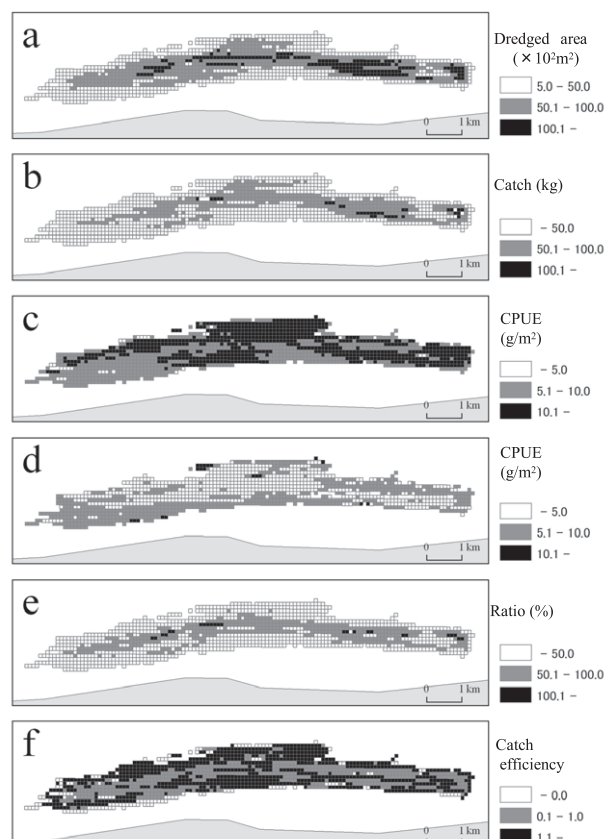 a
Dredged area
(×10²m²)
5.0 – 50.0
50.1 – 100.0
100.1 –
0 1 km
b
Catch (kg)
– 50.0
50.1 – 100.0
100.1 –
0 1 km
c
CPUE
(g/m²)
– 5.0
5.1 – 10.0
10.1 –
0 1 km
d
CPUE
(g/m²)
– 5.0
5.1 – 10.0
10.1 –
0 1 km
e
Ratio (%)
– 50.0
50.1 – 100.0
100.1 –
0 1 km
f
Catch
efficiency
– 0.0
0.1 – 1.0
1.1 –
0 1 km